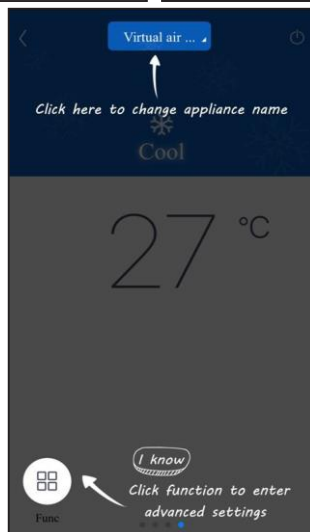 Virtual air ...
Click here to change appliance name
Cool
27 °C
I know
Click function to enter
advanced settings
Func